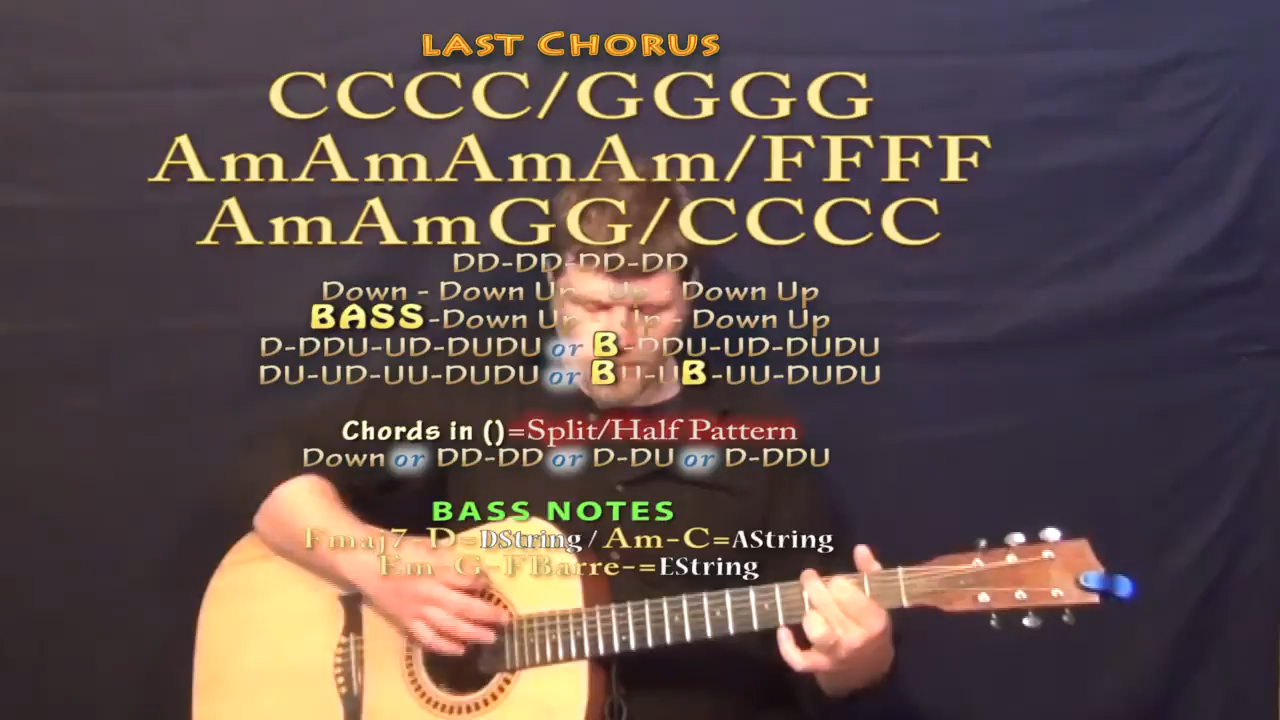 LAST CHORUS
CCCC/GGGG
AmAmAmAm/FFFF
AmAmGG/CCCC
DD-DD-DD-DD
Down - Down Up - Up - Down Up
BASS-Down Up - Up - Down Up
D-DDU-UD-DUDU or B-DDU-UD-DUDU
DU-UD-UU-DUDU or BU-UB-UU-DUDU
Chords in ()=Split/Half Pattern
Down or DD-DD or D-DU or D-DDU
BASS NOTES
Fmaj7-D=DString/Am-C=AString
Em-G-FBarre-=EString